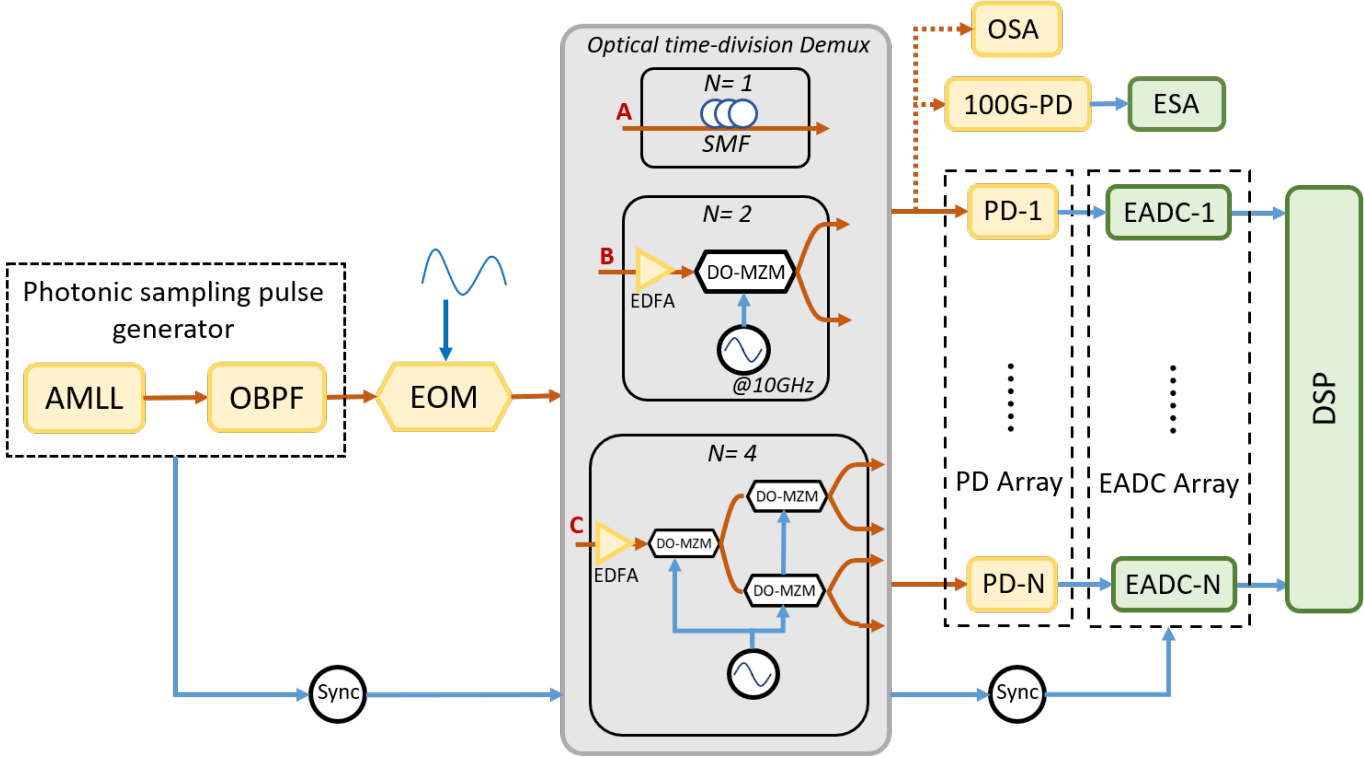 Photonic sampling pulse
generator
AMLL
OBPF
EOM
Sync
Optical time-division Demux
N= 1
A
SMF
N= 2
B
EDFA
DO-MZM
@10GHz
N= 4
C
EDFA
DO-MZM
DO-MZM
DO-MZM
OSA
100G-PD
ESA
PD-1
EADC-1
PD Array
EADC Array
PD-N
EADC-N
Sync
DSP